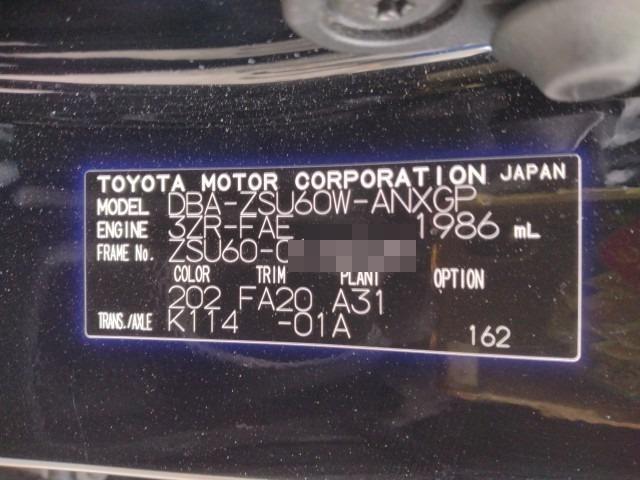 TOYOTA MOTOR CORPORATION JAPAN
MODEL DBA-ZSU60W-ANXGP
ENGINE 3ZR-FAE 1986 mL
FRAME No. ZSU60-0
COLOR TRIM PLANT OPTION
202 FA20 A31
TRANS./AXLE K114 -01A
162